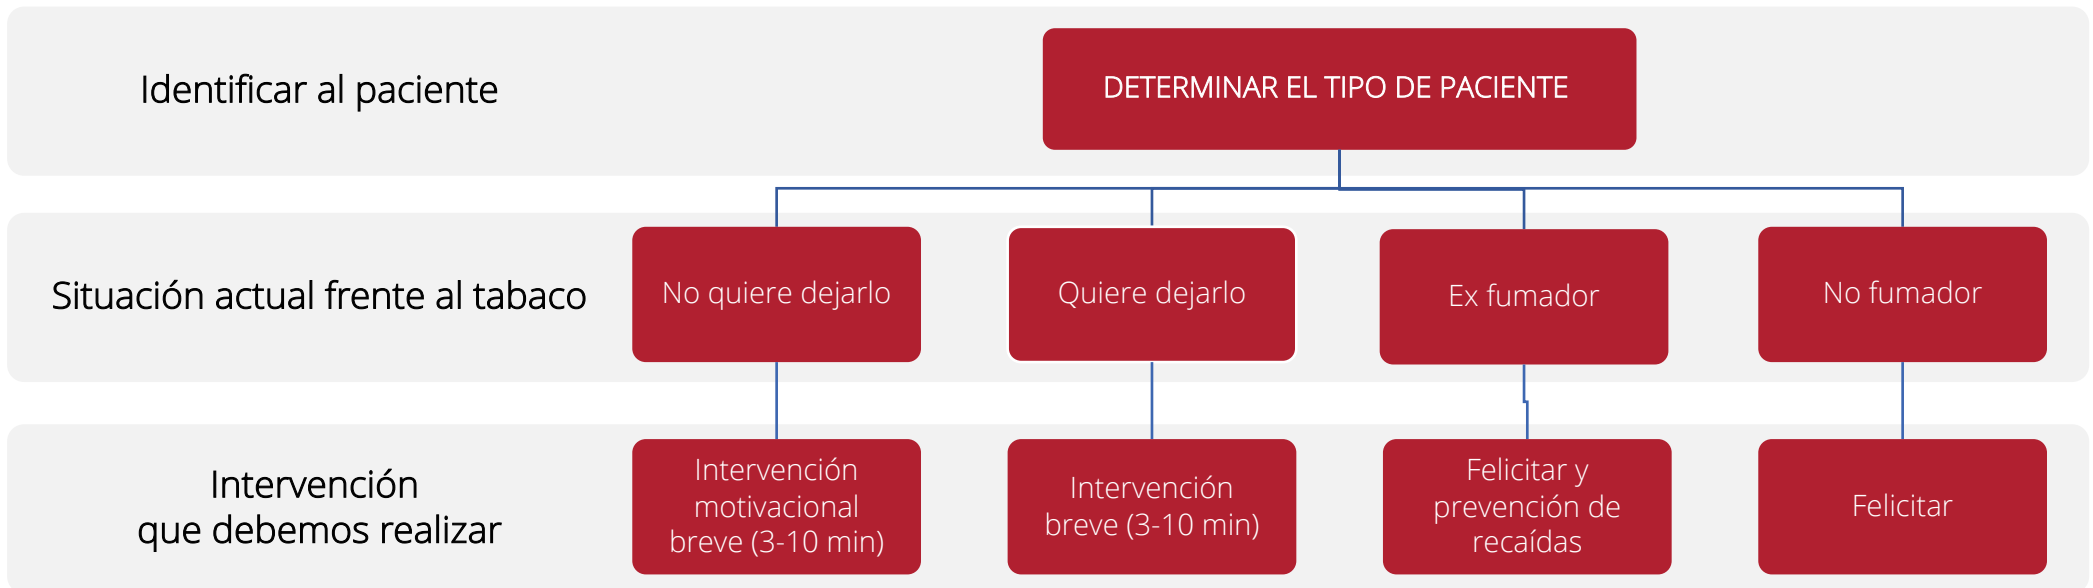 Identificar al paciente
DETERMINAR EL TIPO DE PACIENTE
Situación actual frente al tabaco
No quiere dejarlo
Quiere dejarlo
Ex fumador
No fumador
Intervención
que debemos realizar
Intervención
motivacional
breve (3-10 min)
Intervención
breve (3-10 min)
Felicitar y
prevención de
recaídas
Felicitar